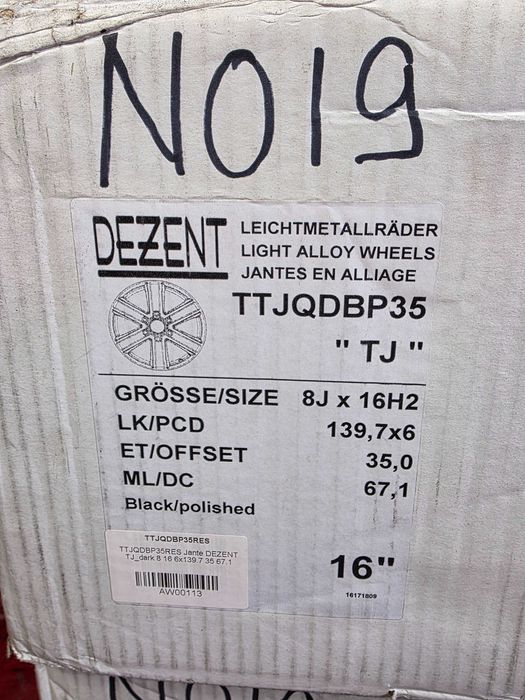 NO19
DEZENT
LEICHTMETALLRÄDER
LIGHT ALLOY WHEELS
JANTES EN ALLIAGE
TTJQDBP35
" TJ "
GRÖSSE/SIZE 8J x 16H2
LK/PCD 139,7x6
ET/OFFSET 35,0
ML/DC 67,1
Black/polished
TTJQDBP35RES
TTJQDBP35RES Jante DEZENT
TJ_dark 8 16 6x139.7 35 67.1
AW00113
16"
16171809
NO19